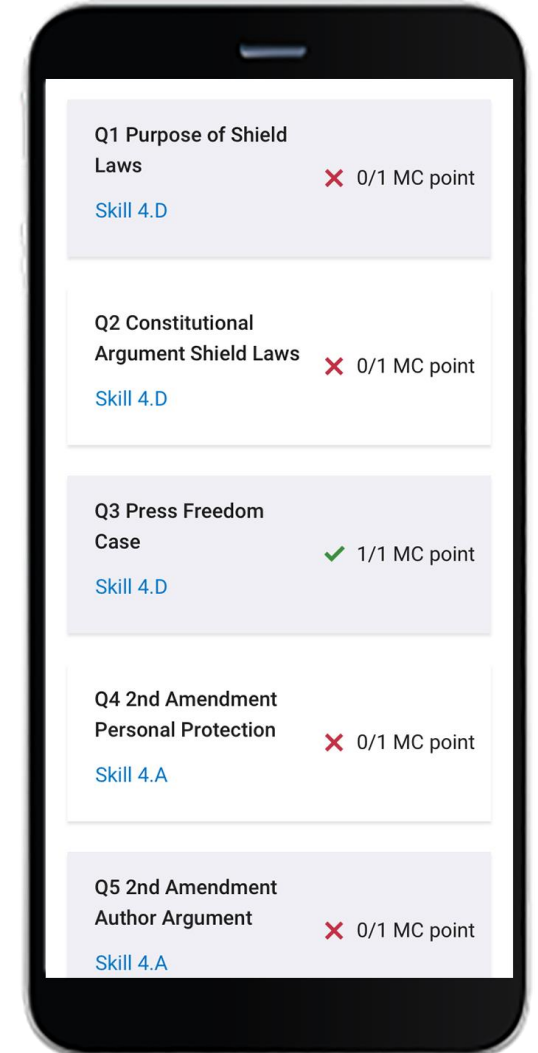 Q1 Purpose of Shield
Laws
0/1 MC point
Skill 4.D
Q2 Constitutional
Argument Shield Laws
0/1 MC point
Skill 4.D
Q3 Press Freedom
Case
1/1 MC point
Skill 4.D
Q4 2nd Amendment
Personal Protection
0/1 MC point
Skill 4.A
Q5 2nd Amendment
Author Argument
0/1 MC point
Skill 4.A